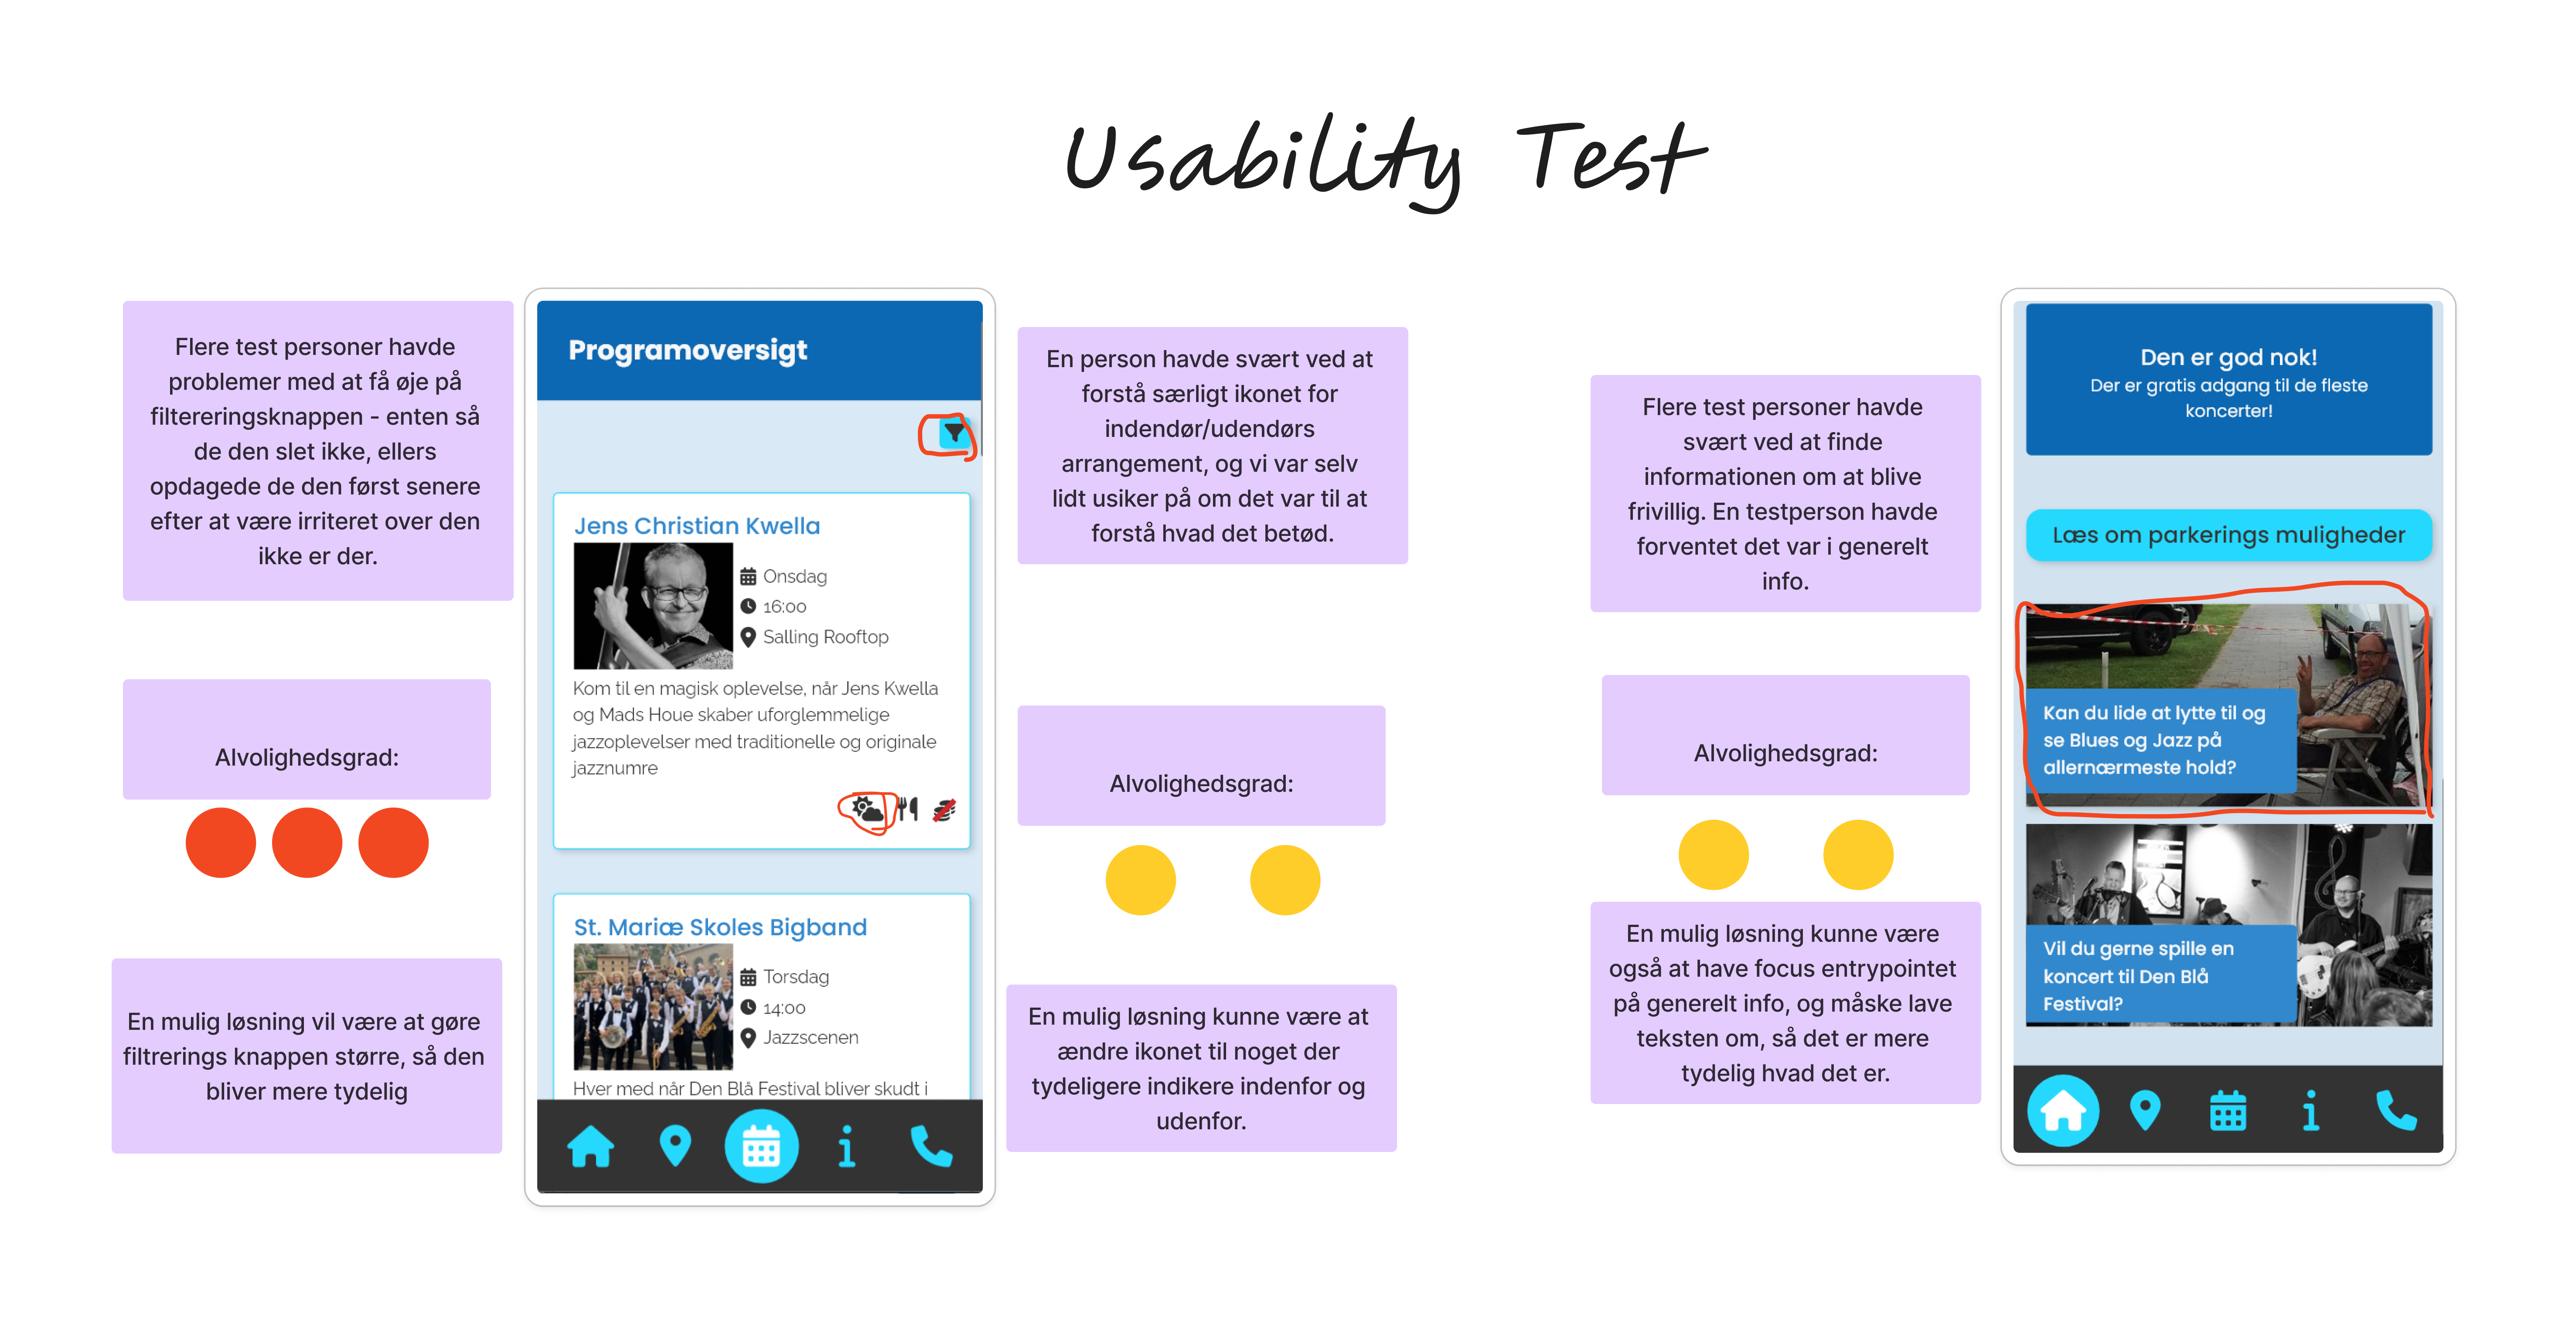 Usability Test
Flere test personer havde
problemer med at få øje på
filtereringsknappen - enten så
de den slet ikke, ellers
opdagede de den først senere
efter at være irriteret over den
ikke er der.
Alvolighedsgrad:
En mulig løsning vil være at gøre
filtrerings knappen større, så den
bliver mere tydelig
Programoversigt
Jens Christian Kwella
Onsdag
16:00
Salling Rooftop
Kom til en magisk oplevelse, når Jens Kwella
og Mads Houe skaber uforglemmelige
jazzoplevelser med traditionelle og originale
jazznumre
St. Mariæ Skoles Bigband
Torsdag
14:00
Jazzscenen
Hver med når Den Blå Festival bliver skudt i
En person havde svært ved at
forstå særligt ikonet for
indendør/udendørs
arrangement, og vi var selv
lidt usiker på om det var til at
forstå hvad det betød.
Alvolighedsgrad:
En mulig løsning kunne være at
ændre ikonet til noget der
tydeligere indikere indenfor og
udenfor.
Flere test personer havde
svært ved at finde
informationen om at blive
frivillig. En testperson havde
forventet det var i generelt
info.
Alvolighedsgrad:
En mulig løsning kunne være
også at have focus entrypointet
på generelt info, og måske lave
teksten om, så det er mere
tydelig hvad det er.
Den er god nok!
Der er gratis adgang til de fleste
koncerter!
Læs om parkerings muligheder
Kan du lide at lytte til og
se Blues og Jazz på
allernærmeste hold?
Vil du gerne spille en
koncert til Den Blå
Festival?